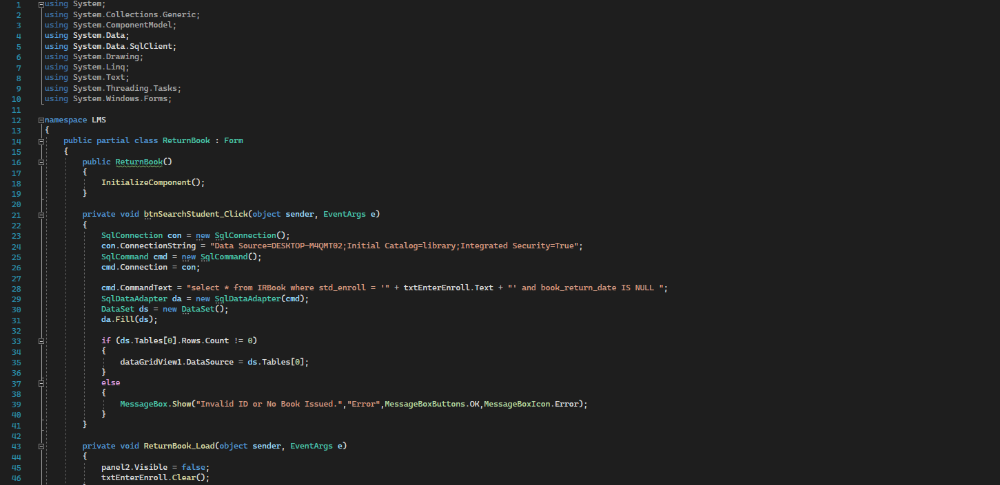 1 using System;
2 using System.Collections.Generic;
3 using System.ComponentModel;
4 using System.Data;
5 using System.Data.SqlClient;
6 using System.Drawing;
7 using System.Linq;
8 using System.Text;
9 using System.Threading.Tasks;
10 using System.Windows.Forms;
11
12 namespace LMS
13 {
14     public partial class ReturnBook : Form
15     {
16         public ReturnBook()
17         {
18             InitializeComponent();
19         }
20
21         private void btnSearchStudent_Click(object sender, EventArgs e)
22         {
23             SqlConnection con = new SqlConnection();
24             con.ConnectionString = "Data Source=DESKTOP-M4QMT02;Initial Catalog=library;Integrated Security=True";
25             SqlCommand cmd = new SqlCommand();
26             cmd.Connection = con;
27
28             cmd.CommandText = "select * from IRBook where std_enroll = '" + txtEnterEnroll.Text + "' and book_return_date IS NULL ";
29             SqlDataAdapter da = new SqlDataAdapter(cmd);
30             DataSet ds = new DataSet();
31             da.Fill(ds);
32
33             if (ds.Tables[0].Rows.Count != 0)
34             {
35                 dataGridView1.DataSource = ds.Tables[0];
36             }
37             else
38             {
39                 MessageBox.Show("Invalid ID or No Book Issued.","Error",MessageBoxButtons.OK,MessageBoxIcon.Error);
40             }
41         }
42
43         private void ReturnBook_Load(object sender, EventArgs e)
44         {
45             panel2.Visible = false;
46             txtEnterEnroll.Clear();